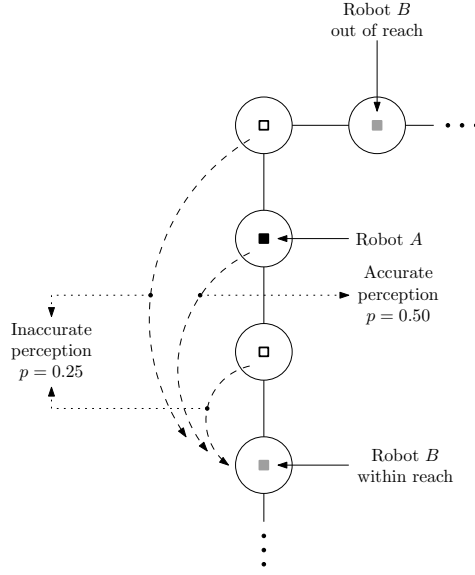 Robot B
out of reach
Robot A
Accurate
perception
p = 0.50
Inaccurate
perception
p = 0.25
Robot B
within reach